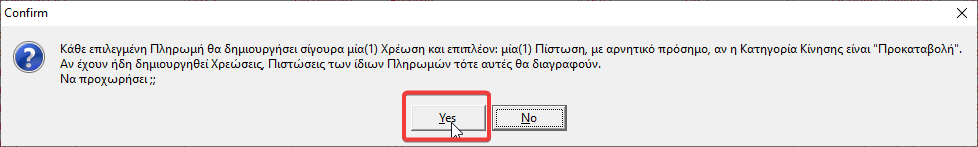 Confirm
Κάθε επιλεγμένη Πληρωμή θα δημιουργήσει σίγουρα μία(1) Χρέωση και επιπλέον: μία(1) Πίστωση, με αρνητικό πρόσημο, αν η Κατηγορία Κίνησης είναι "Προκαταβολή".
Αν έχουν ήδη δημιουργηθεί Χρεώσεις, Πιστώσεις των ίδιων Πληρωμών τότε αυτές θα διαγραφούν.
Να προχωρήσει ;;
Yes No